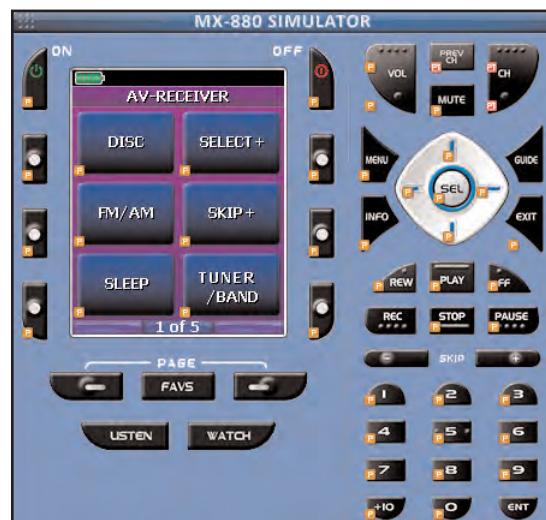 MX-880 SIMULATOR
ON
OFF
AV-RECEIVER
DISC
SELECT+
FM/AM
SKIP+
SLEEP
TUNER
/BAND
1 of 5
PAGE
FAVS
LISTEN
WATCH
VOL
PREV
CH
CH
MUTE
MENU
GUIDE
SEL
INFO
EXIT
REW
PLAY
FF
REC
STOP
PAUSE
- SKIP +
1 2 3
4 5 6
7 8 9
+10 0 ENT